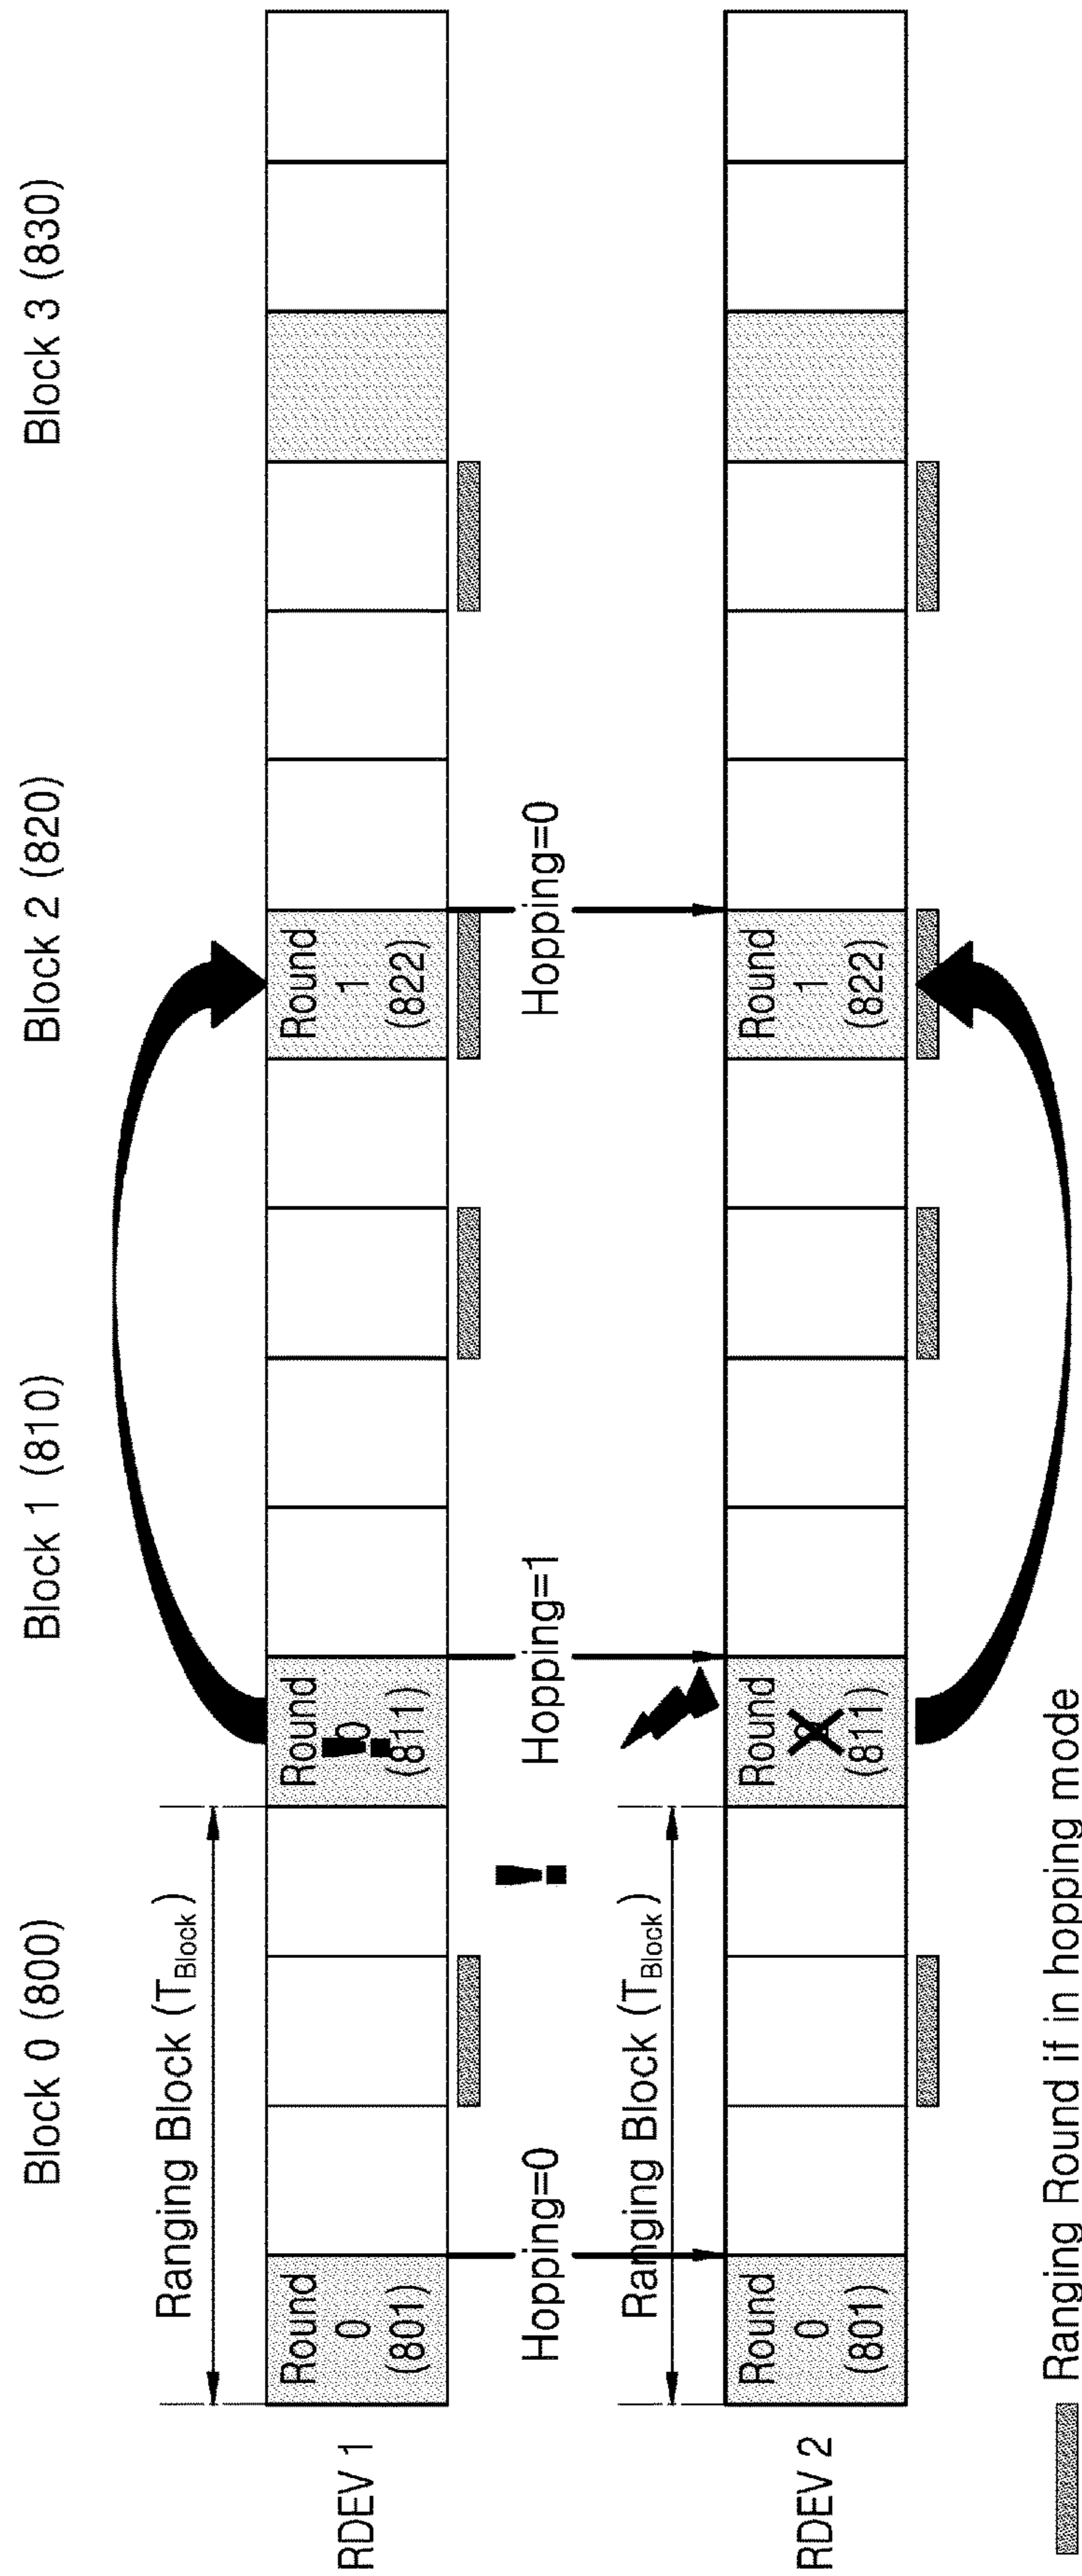 Block 0 (800)
Block 1 (810)
Block 2 (820)
Block 3 (830)
Ranging Block (TBlock)
RDEV 1
Round
0
(801)
Round
0
(811)
Round
1
(822)
Hopping=0
!
Hopping=1
Hopping=0
Ranging Block (TBlock)
RDEV 2
Round
0
(801)
Round
(811)
Round
1
(822)
Ranging Round if in hopping mode